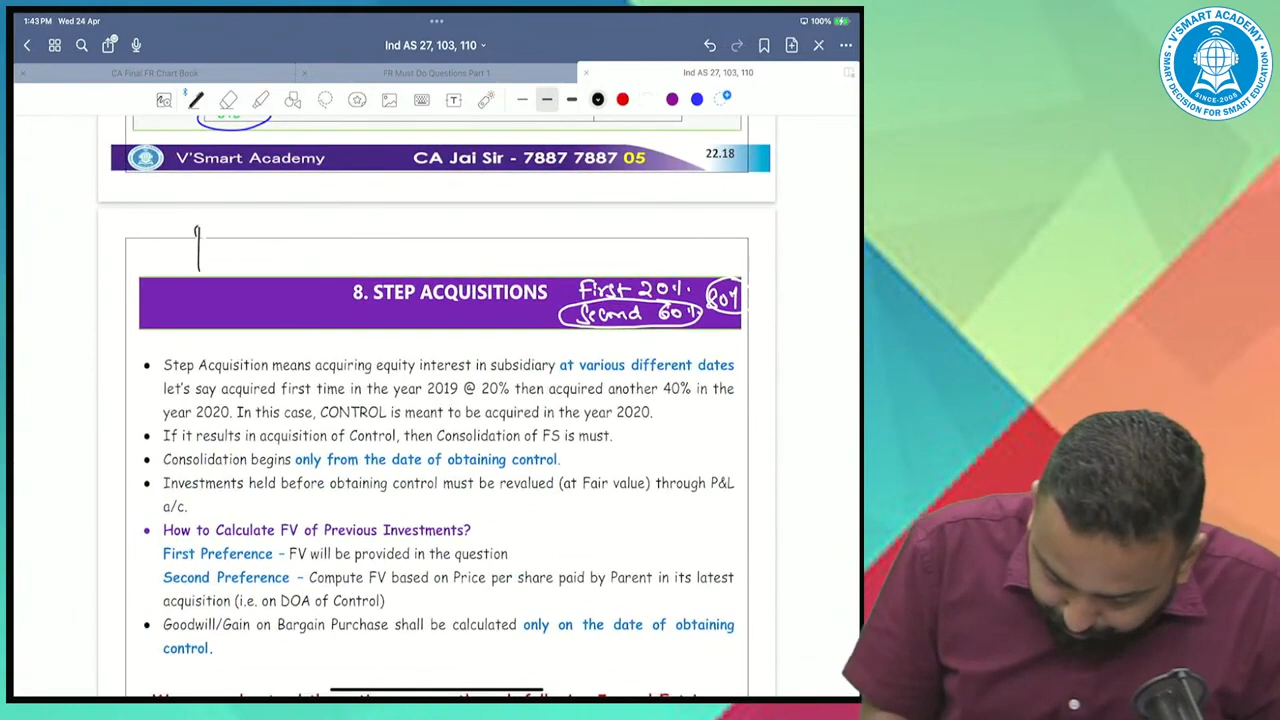 1:43 PM Wed 24 Apr
100%
Ind AS 27, 103, 110
CA Final FR Chart Book
FR Must Do Questions Part 1
Ind AS 27, 103, 110
V'Smart Academy
CA Jai Sir - 7887 7887 05
22.18
8. STEP ACQUISITIONS
First 20%.
Second 60%
80%
• Step Acquisition means acquiring equity interest in subsidiary at various different dates
let's say acquired first time in the year 2019 @ 20% then acquired another 40% in the
year 2020. In this case, CONTROL is meant to be acquired in the year 2020.
• If it results in acquisition of Control, then Consolidation of FS is must.
• Consolidation begins only from the date of obtaining control.
• Investments held before obtaining control must be revalued (at Fair value) through P&L
a/c.
• How to Calculate FV of Previous Investments?
First Preference – FV will be provided in the question
Second Preference – Compute FV based on Price per share paid by Parent in its latest
acquisition (i.e. on DOA of Control)
• Goodwill/Gain on Bargain Purchase shall be calculated only on the date of obtaining
control.
V'SMART ACADEMY
SINCE-2005
SMART DECISION FOR SMART EDUCATION